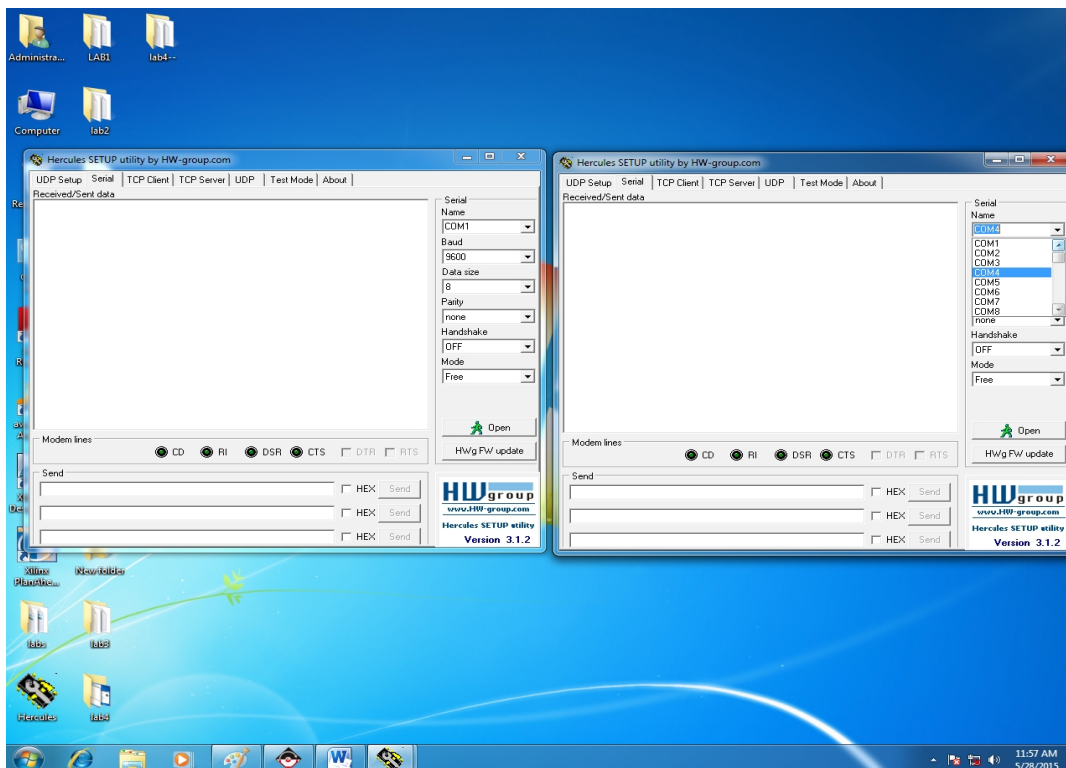 Administra...
LAB1
lab4--
Computer
lab2
Hercules SETUP utility by HW-group.com
UDP Setup Serial TCP Client TCP Server UDP Test Mode About
Received/Sent data
Serial
Name
COM1
Baud
9600
Data size
8
Parity
none
Handshake
OFF
Mode
Free
Open
HWg FW update
Modem lines
CD RI DSR CTS DTR RTS
Send
HEX Send
HEX Send
HEX Send
HW group
www.HW-group.com
Hercules SETUP utility
Version 3.1.2
Hercules SETUP utility by HW-group.com
UDP Setup Serial TCP Client TCP Server UDP Test Mode About
Received/Sent data
Serial
Name
COM4
COM1
COM2
COM3
COM4
COM5
COM6
COM7
COM8
none
Handshake
OFF
Mode
Free
Open
HWg FW update
Modem lines
CD RI DSR CTS DTR RTS
Send
HEX Send
HEX Send
HEX Send
HW group
www.HW-group.com
Hercules SETUP utility
Version 3.1.2
Xilinx
PlanAhe...
New folder
labs
lab3
Hercules
lab4
11:57 AM
5/28/2015